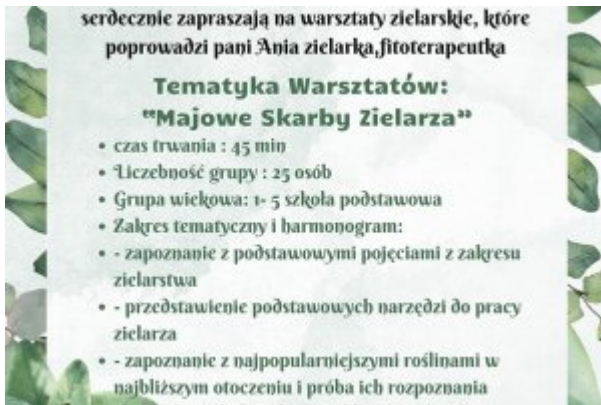 serdecznie zapraszają na warsztaty zielarskie, które
poprowadzi pani Ania zielarka,fitoterapeutka
Tematyka Warsztatów:
"Majowe Skarby Zielarza"
• czas trwania : 45 min
• Liczebność grupy : 25 osób
• Grupa wiekowa: 1- 5 szkoła podstawowa
• Zakres tematyczny i harmonogram:
• - zapoznanie z podstawowymi pojęciami z zakresu
zielarstwa
• - przedstawienie podstawowych narzędzi do pracy
zielarza
• - zapoznanie z najpopularniejszymi roślinami w
najbliższym otoczeniu i próba ich rozpoznania